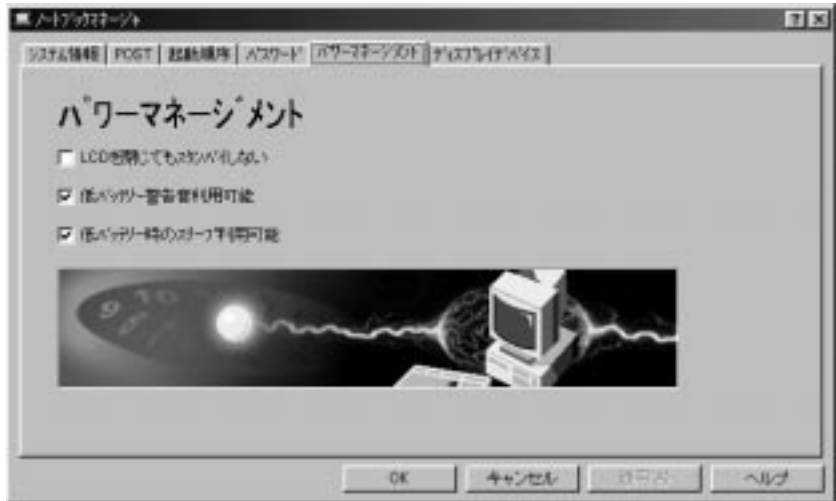 ノートブックマネージャ
システム情報 POST 起動順序 パスワード パワーマネージメント ディスプレイデバイス
パワーマネージメント
LCDを閉じてもスタンバイしない
低バッテリー警告音利用可能
低バッテリー時のスリープ利用可能
9 10
OK キャンセル ヘルプ